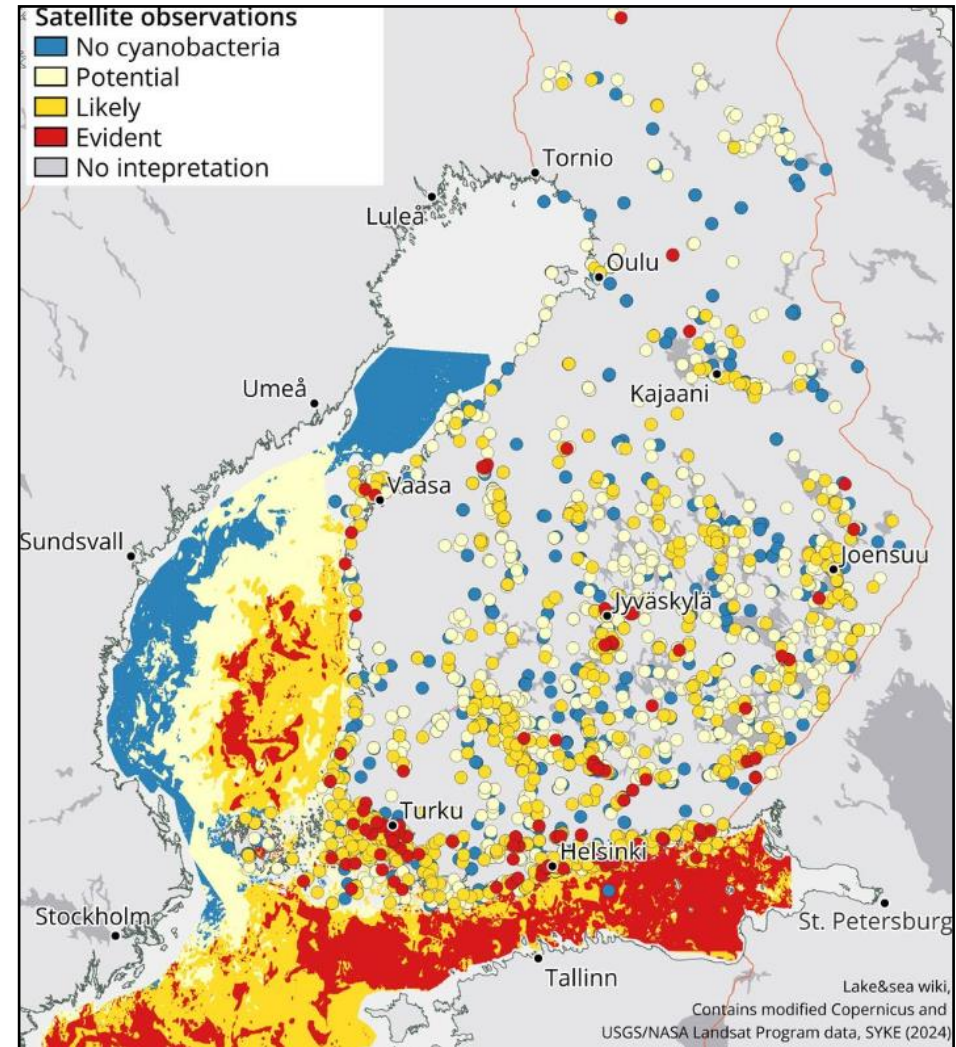 Satellite observations
No cyanobacteria
Potential
Likely
Evident
No intepretation
Tornio
Luleå
Oulu
Umeå
Kajaani
Vaasa
Sundsvall
Joensuu
Jyväskylä
Turku
Helsinki
Stockholm
St. Petersburg
Tallinn
Lake&sea wiki,
Contains modified Copernicus and
USGS/NASA Landsat Program data, SYKE (2024)